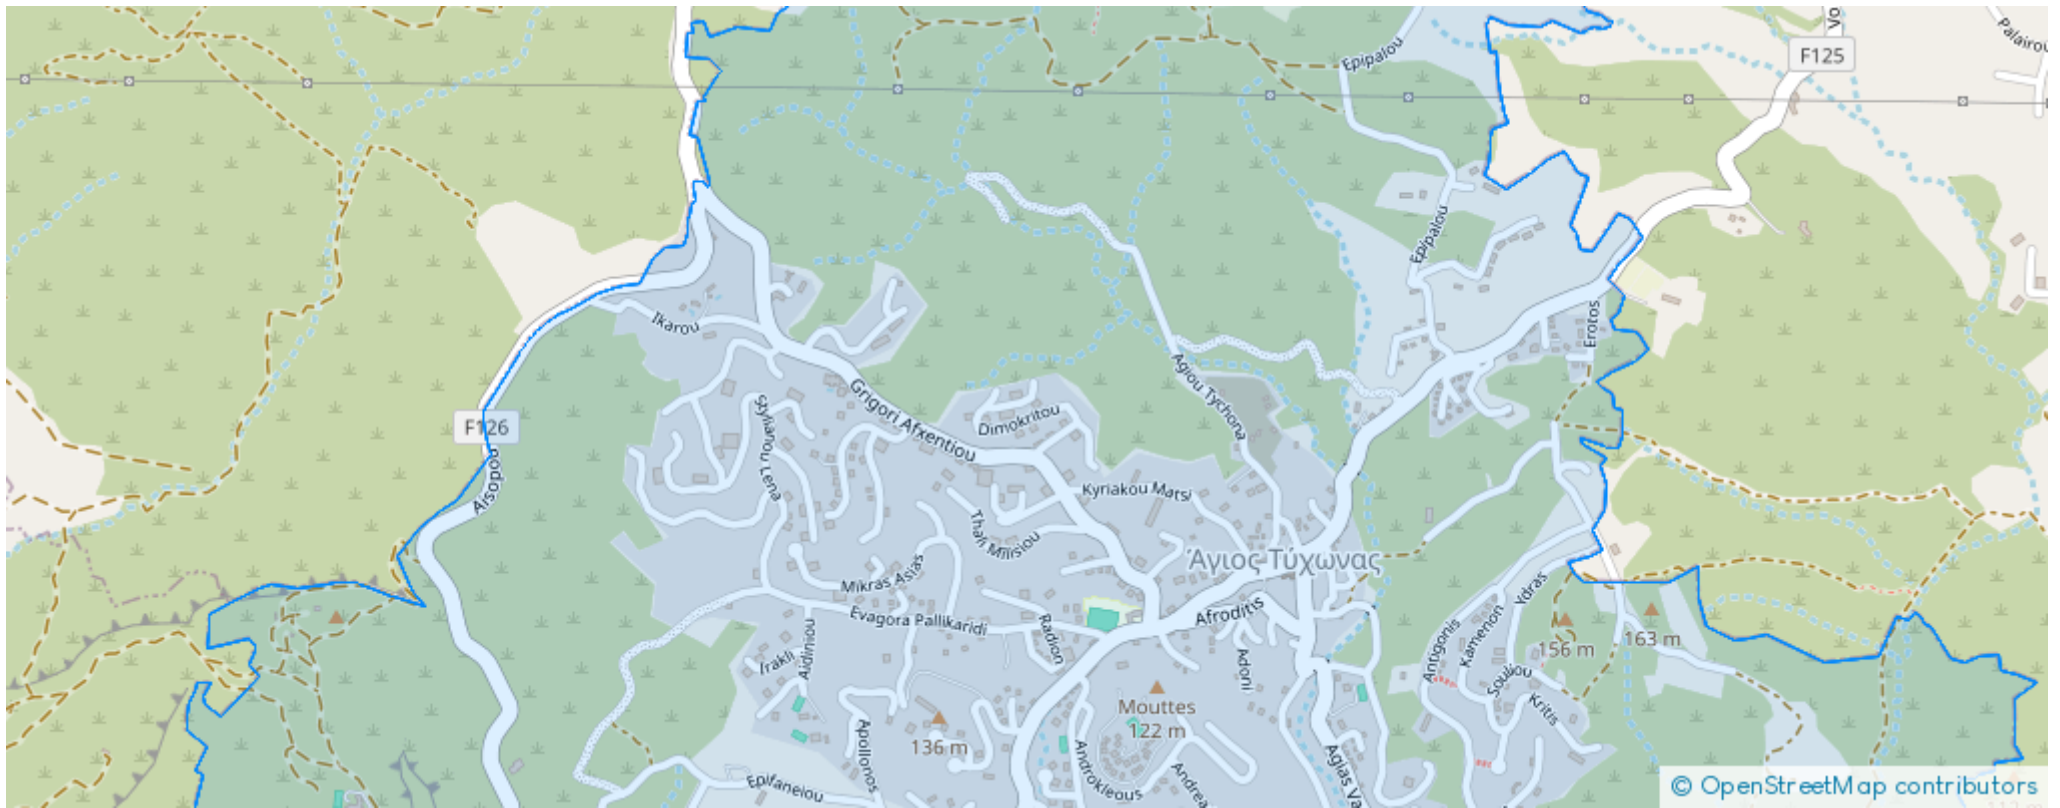 Epipalou
F125
Palairou
Epipalou
Ikarou
Erotos
Agiou Tychona
Grigori Afxentiou
Dimokritou
Stylianou Lena
F126
Aisopou
Kyriakou Matsi
Thali Milisiou
Άγιος Τύχωνας
Mikras Asias
Evagora Pallikaridi
Afroditis
Radion
Irakli
Aidiniou
Adoni
Antigonis
Kamenon
Ydras
Souliou
Kritis
156 m
163 m
Mouttes
122 m
136 m
Apollonos
Androkleous
Andrea
Agias Va
Epifaneiou
© OpenStreetMap contributors